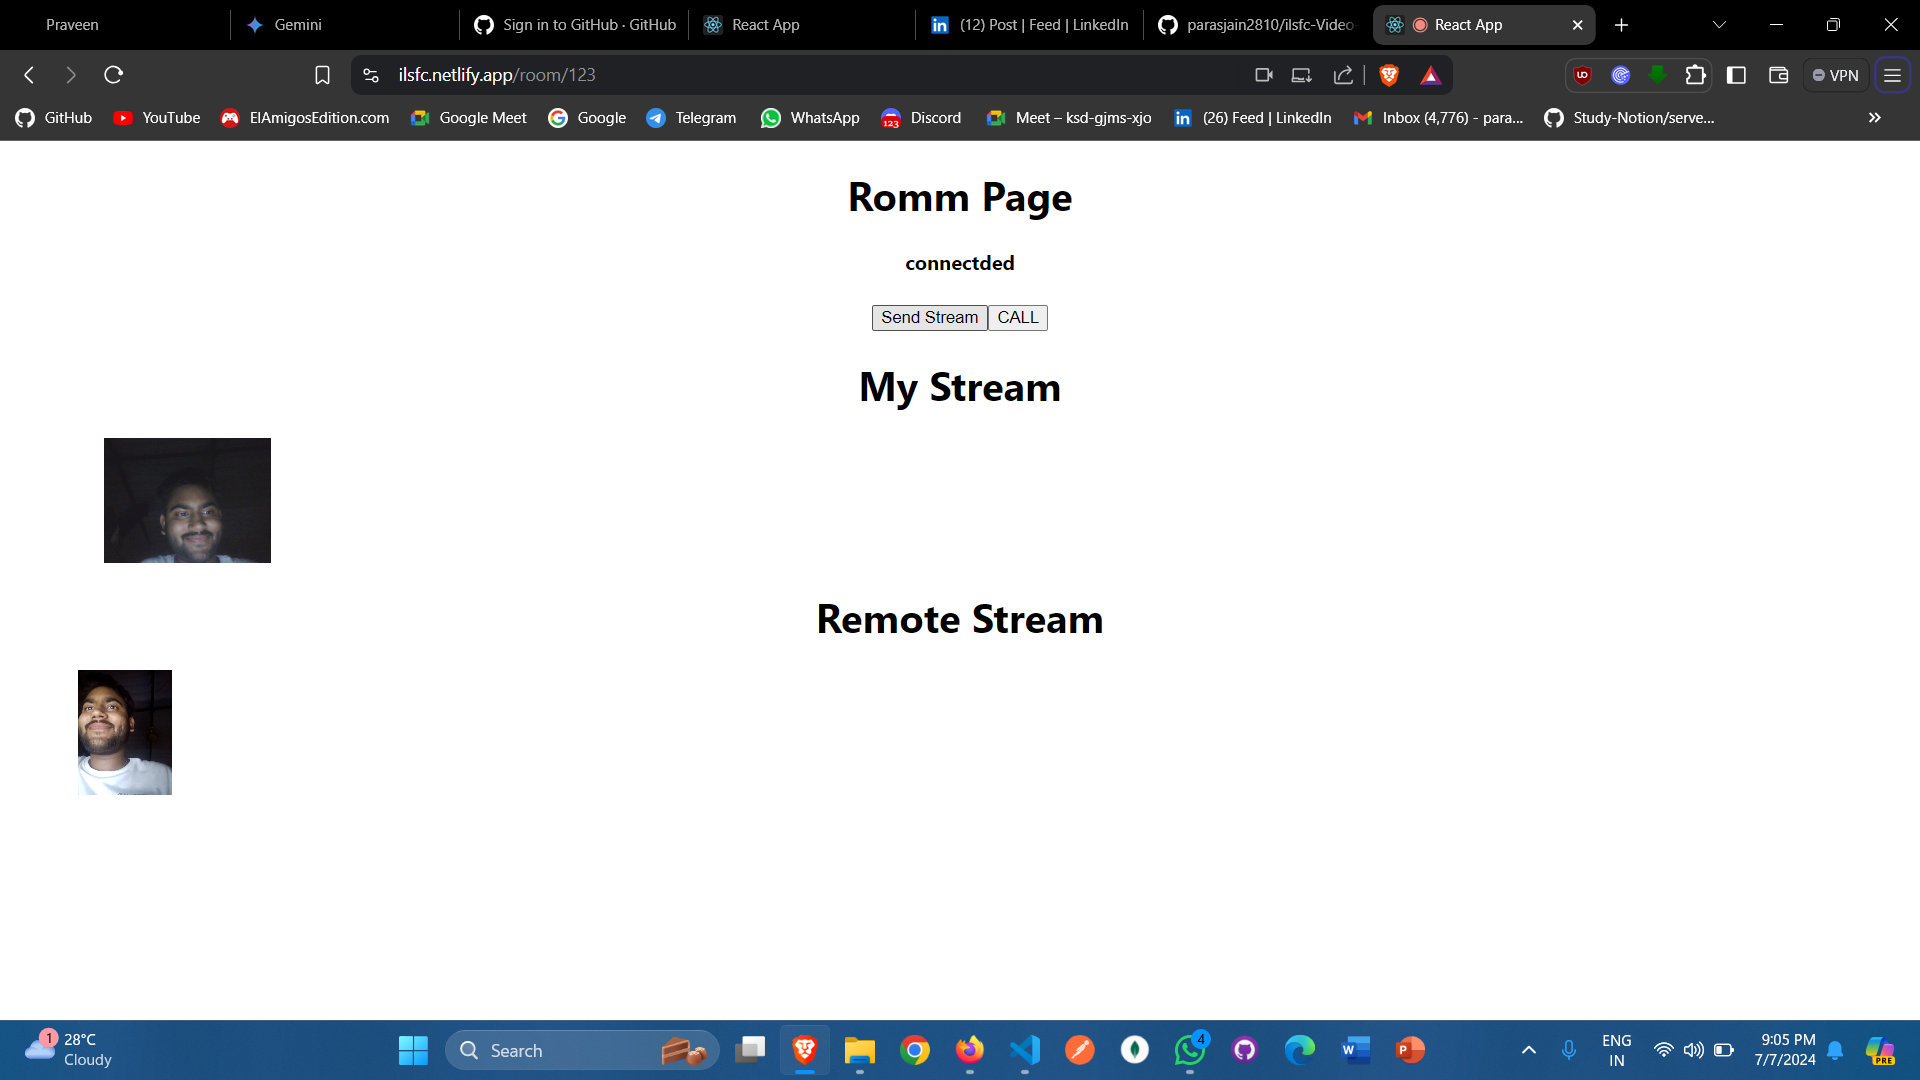 Praveen
Gemini
Sign in to GitHub · GitHub
React App
(12) Post | Feed | LinkedIn
parasjain2810/ilsfc-Video-
React App
ilsfc.netlify.app/room/123
VPN
GitHub
YouTube
ElAmigosEdition.com
Google Meet
Google
Telegram
WhatsApp
123
Discord
Meet – ksd-gjms-xjo
(26) Feed | LinkedIn
Inbox (4,776) - para...
Study-Notion/serve...
Romm Page
connectded
Send Stream
CALL
My Stream
Remote Stream
1
28°C
Cloudy
Search
4
ENG
IN
9:05 PM
7/7/2024
PRE